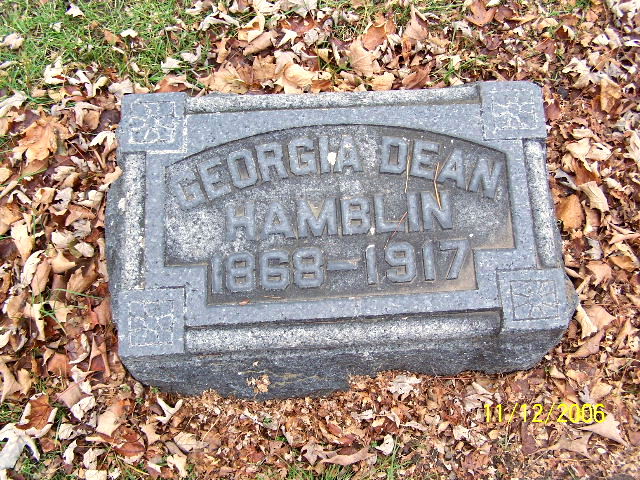 GEORGIA DEAN
HAMBLIN
1868-1917
11/12/2006